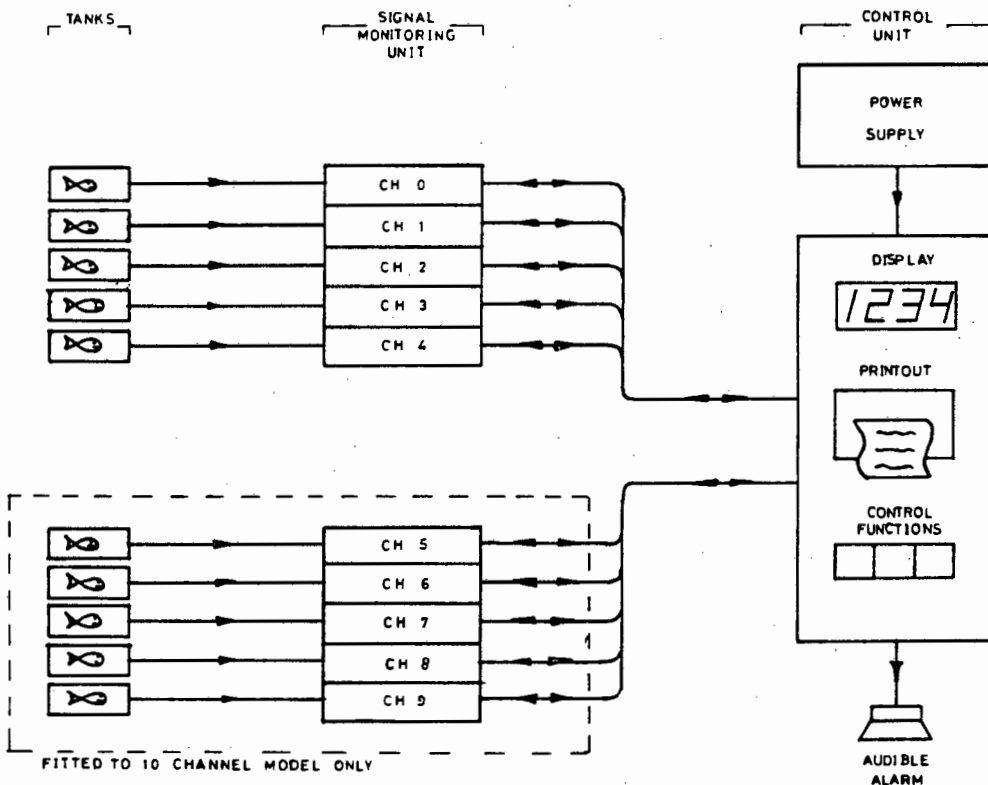 TANKS
SIGNAL
MONITORING
UNIT
CONTROL
UNIT
POWER
SUPPLY
CH 0
CH 1
CH 2
CH 3
CH 4
DISPLAY
1234
PRINTOUT
CONTROL
FUNCTIONS
CH 5
CH 6
CH 7
CH 8
CH 9
FITTED TO 10 CHANNEL MODEL ONLY
AUDIBLE
ALARM